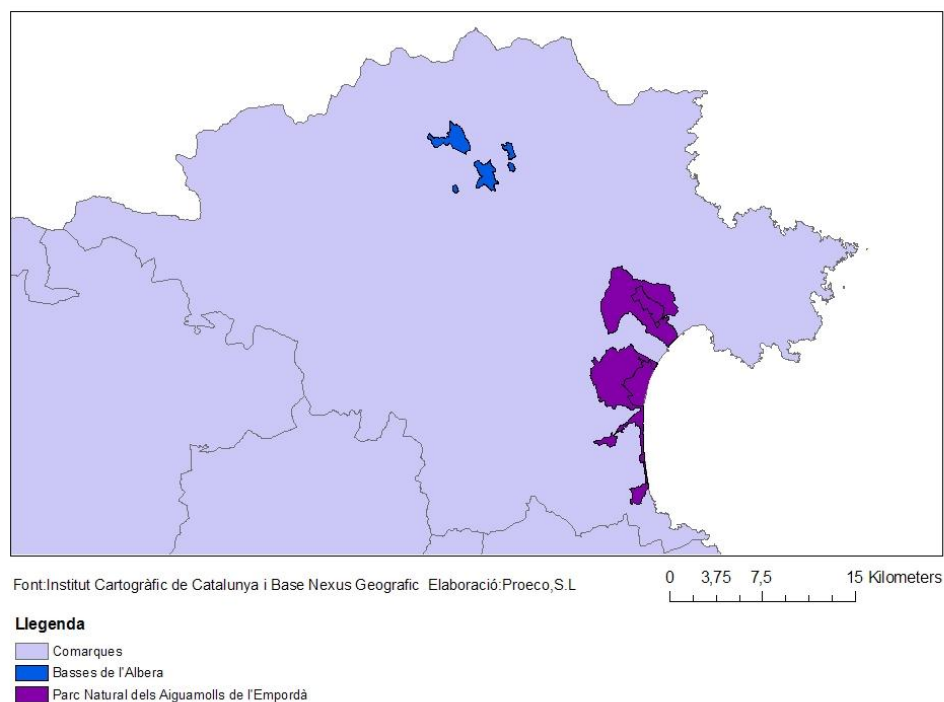 Font:Institut Cartogràfic de Catalunya i Base Nexus Geografic Elaboració:Proeco,S.L
0 3,75 7,5 15 Kilometers
Llegenda
Comarques
Basses de l'Albera
Parc Natural dels Aiguamolls de l'Empordà